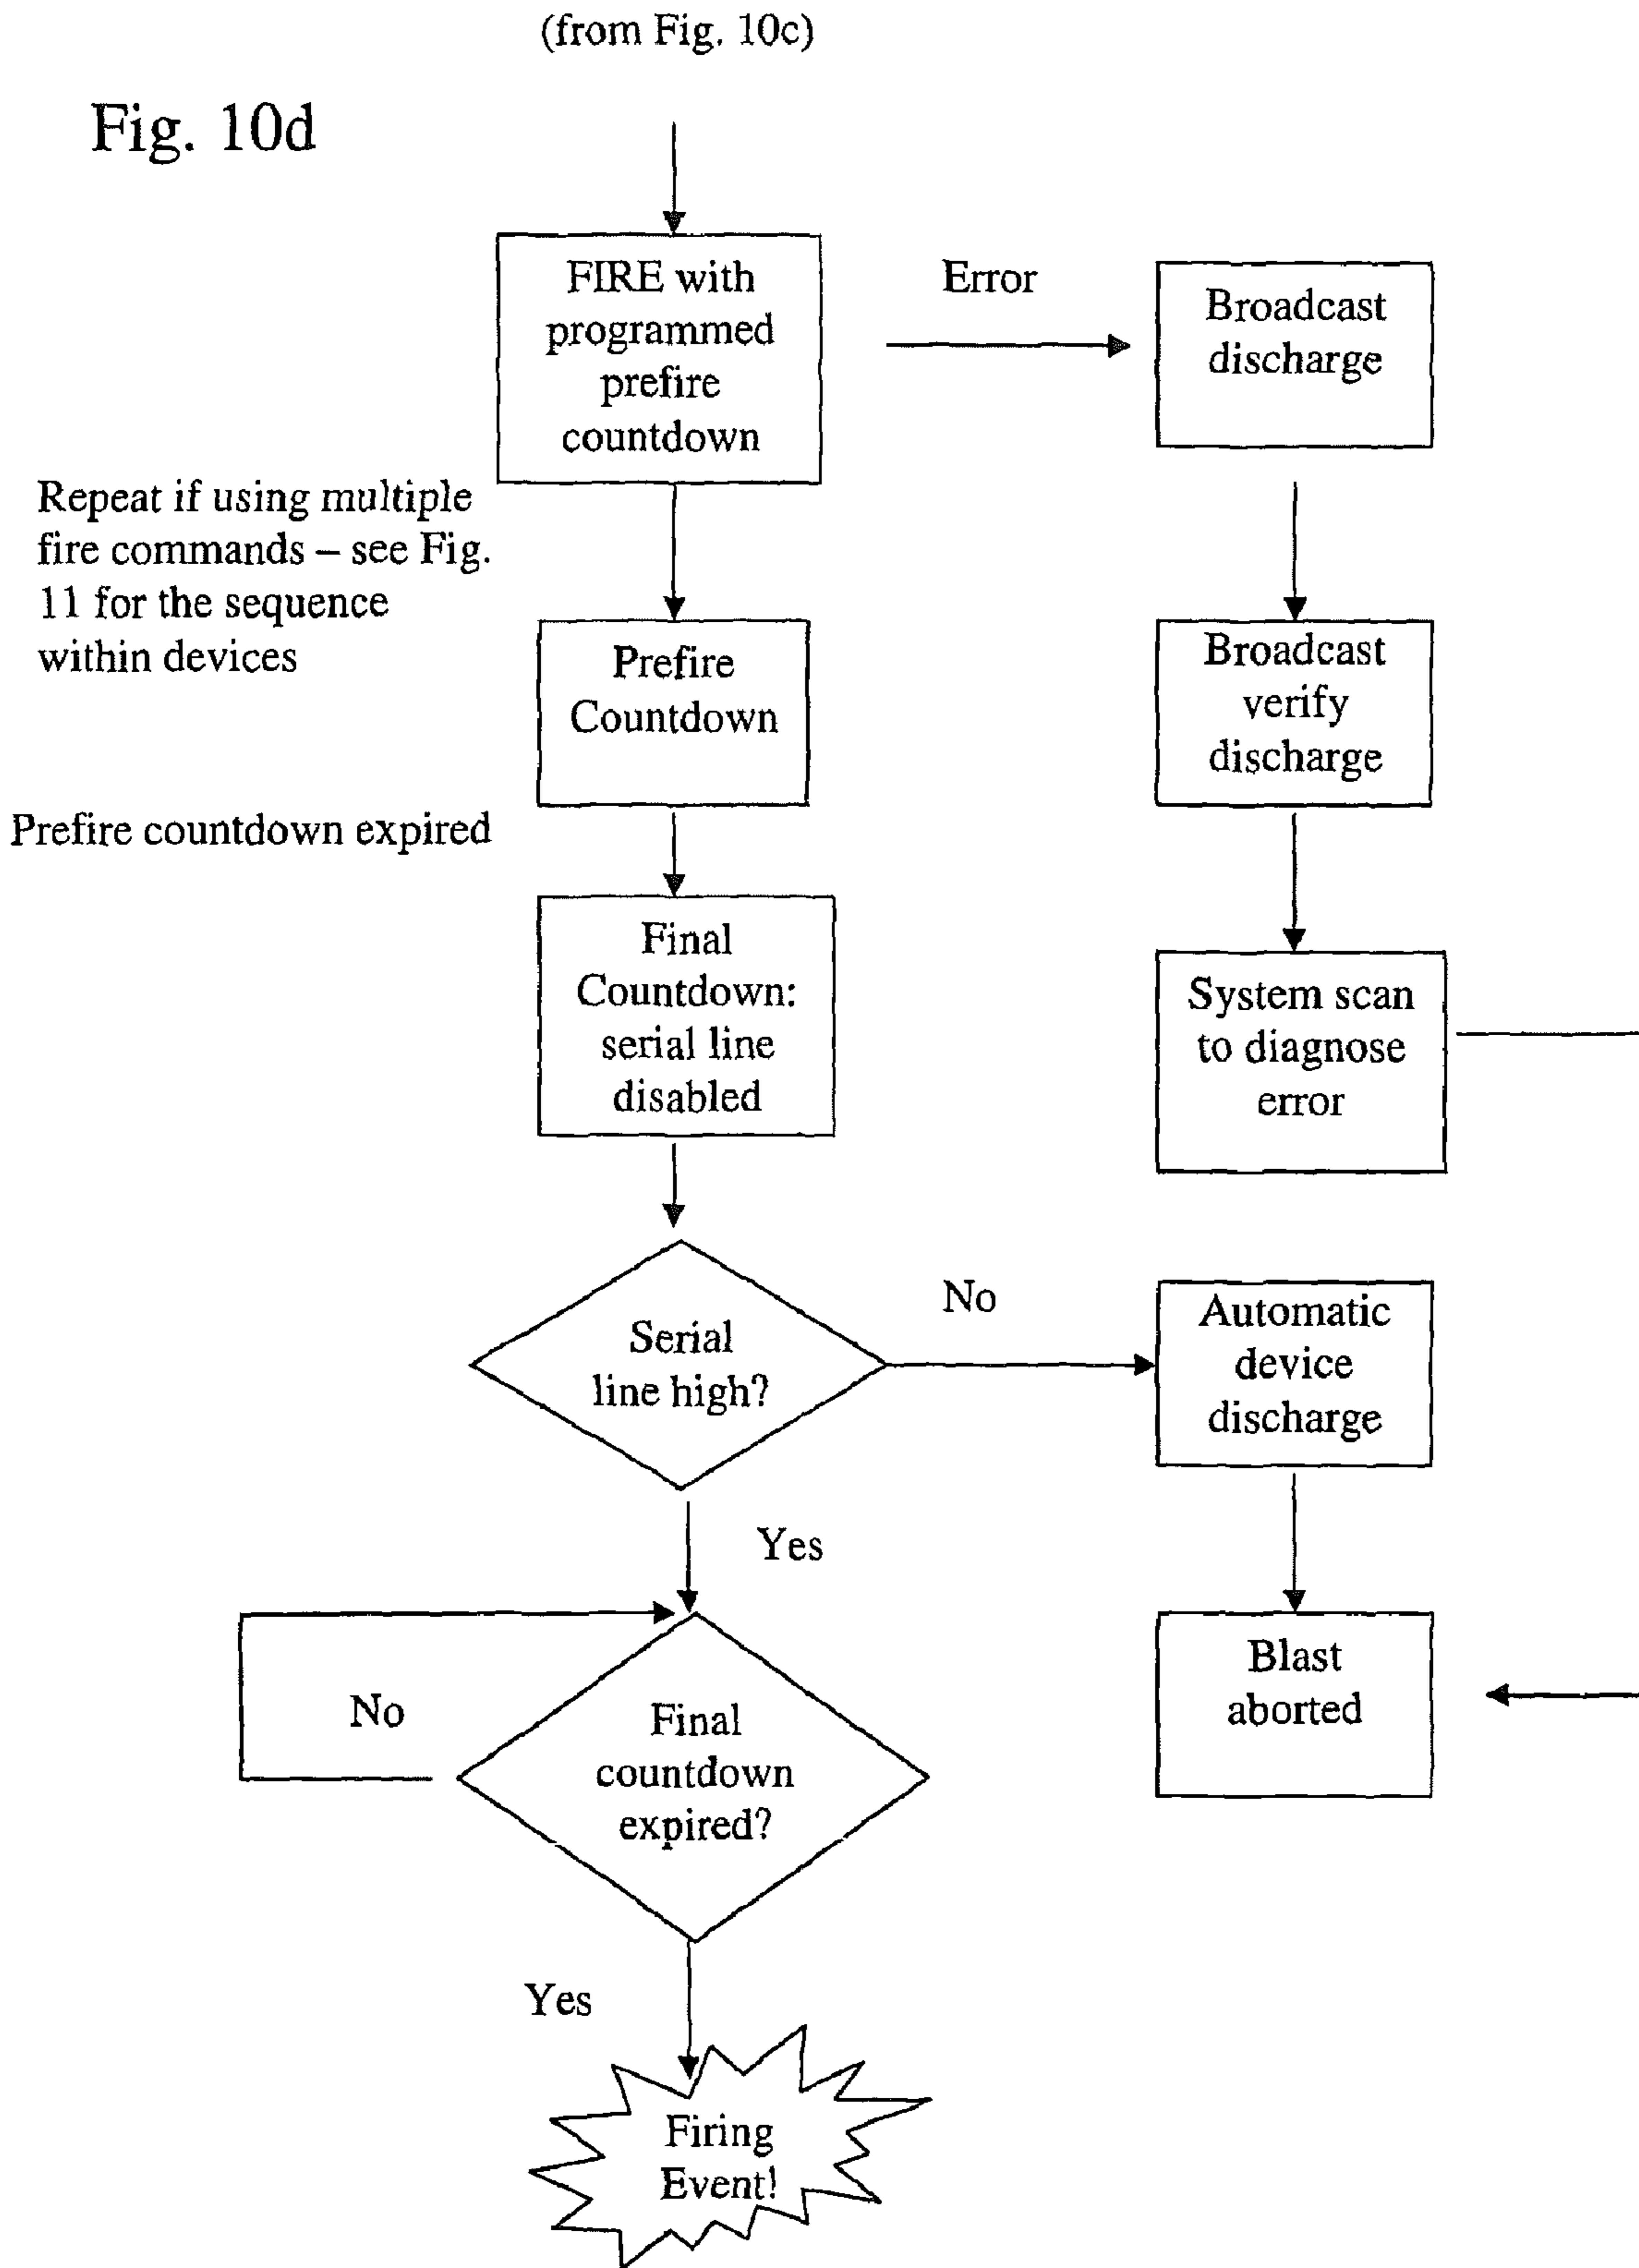 (from Fig. 10c)
Fig. 10d
FIRE with
programmed
prefire
countdown
Error
Broadcast
discharge
Repeat if using multiple
fire commands – see Fig.
11 for the sequence
within devices
Prefire
Countdown
Broadcast
verify
discharge
Prefire countdown expired
Final
Countdown:
serial line
disabled
System scan
to diagnose
error
Serial
line high?
No
Automatic
device
discharge
Yes
Blast
aborted
No
Final
countdown
expired?
Yes
Firing
Event!